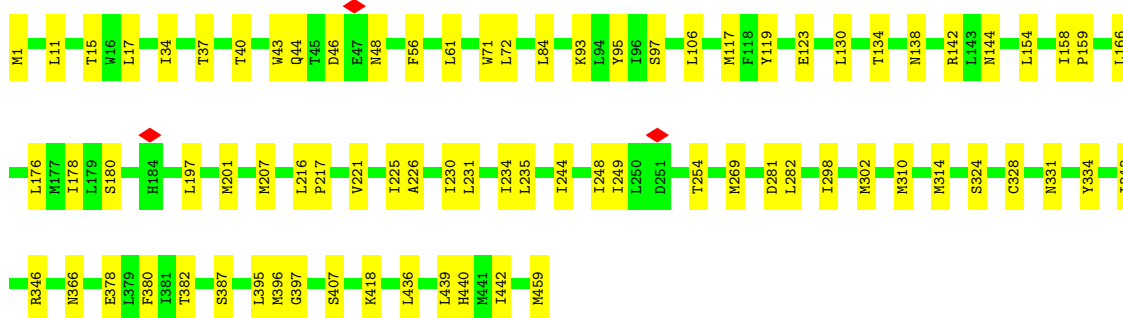 M1 L11 T15 W16 L17 I34 T37 T40 W43 Q44 T45 D46 E47 N48 F56 L61 W71 L72 L84 K93 L94 Y95 I96 S97 L106 M117 F118 Y119 E123 L130 T134 N138 R142 L143 N144 L154 I158 P159 L166
L176 M177 I178 L179 S180 H184 L197 M201 M207 L216 P217 V221 I225 A226 I230 L231 I234 L235 I244 I248 I249 L250 D251 T254 M269 D281 L282 I298 M302 M310 M314 S324 C328 N331 Y334
R346 N366 E378 L379 F380 I381 T382 S387 L395 M396 G397 S407 K418 L436 L439 H440 M441 I442 M459